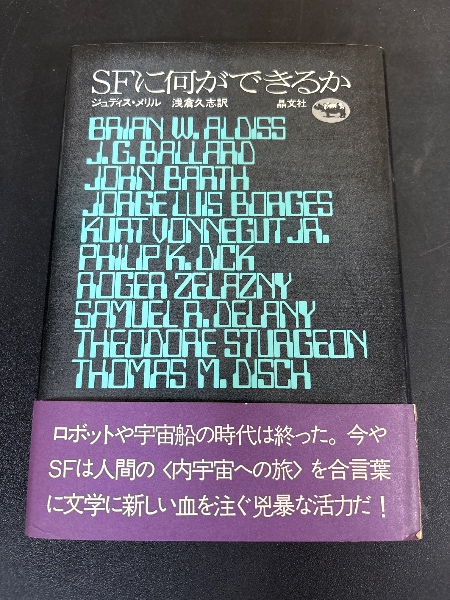 SFに何ができるか
ジュディス・メリル 浅倉久志訳 晶文社
BRIAN W. ALDISS
J.G. BALLARD
JOHN BARTH
JORGE LUIS BORGES
KURT VONNEGUT JR.
PHILIP K. DICK
ROGER ZELAZNY
SAMUEL R. DELANY
THEODORE STURGEON
THOMAS M. DISCH
ロボットや宇宙船の時代は終った。今や
SFは人間の〈内宇宙への旅〉を合言葉
に文学に新しい血を注ぐ兇暴な活力だ!